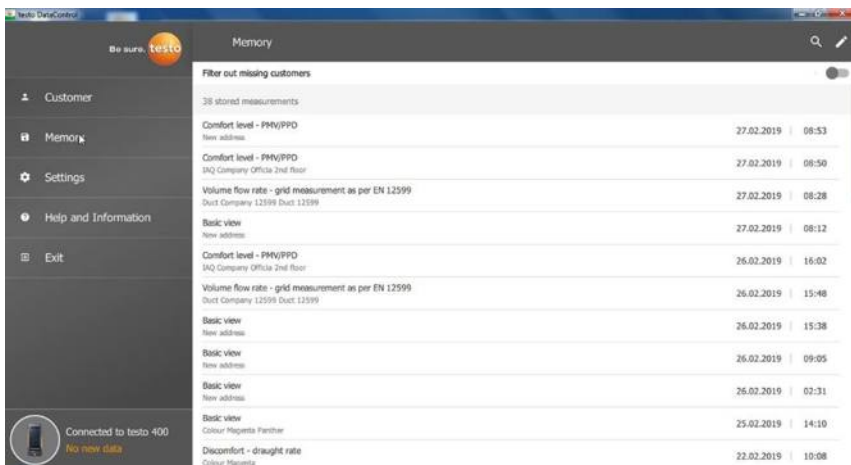 testo DataControl
Be sure. testo
Memory
Customer
Memory
Settings
Help and Information
Exit
Connected to testo 400
No new data
Filter out missing customers
38 stored measurements
Comfort level - PMV/PPD
New address
27.02.2019 | 08:53
Comfort level - PMV/PPD
IAQ Company Officia 2nd floor
27.02.2019 | 08:50
Volume flow rate - grid measurement as per EN 12599
Duct Company 12599 Duct 12599
27.02.2019 | 08:28
Basic view
New address
27.02.2019 | 08:12
Comfort level - PMV/PPD
IAQ Company Officia 2nd floor
26.02.2019 | 16:02
Volume flow rate - grid measurement as per EN 12599
Duct Company 12599 Duct 12599
26.02.2019 | 15:48
Basic view
New address
26.02.2019 | 15:38
Basic view
New address
26.02.2019 | 09:05
Basic view
New address
26.02.2019 | 02:31
Basic view
Colour Magenta Panther
25.02.2019 | 14:10
Discomfort - draught rate
Colour Magenta
22.02.2019 | 10:08